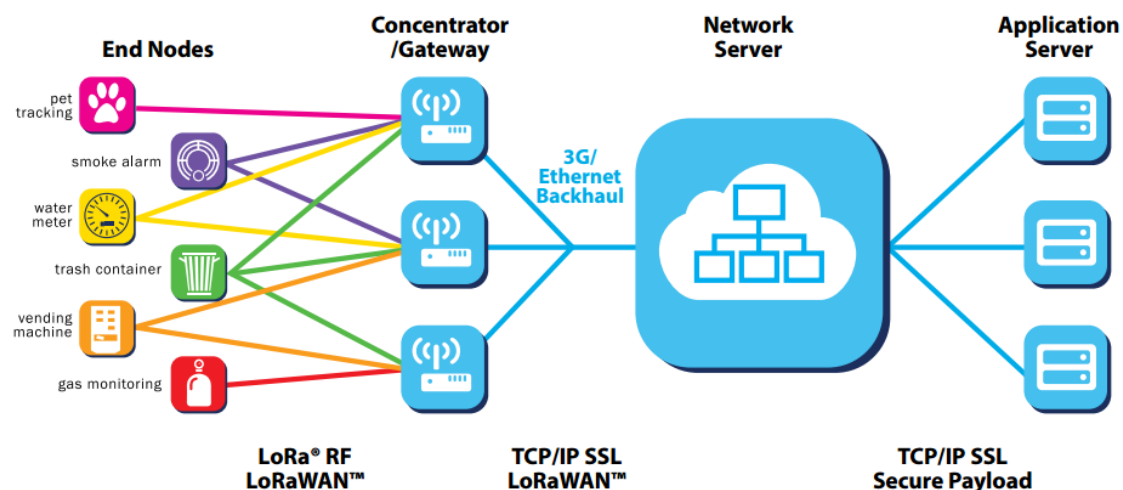 End Nodes
Concentrator
/Gateway
Network
Server
Application
Server
pet
tracking
smoke alarm
water
meter
trash container
vending
machine
gas monitoring
3G/
Ethernet
Backhaul
LoRa® RF
LoRaWAN™
TCP/IP SSL
LoRaWAN™
TCP/IP SSL
Secure Payload